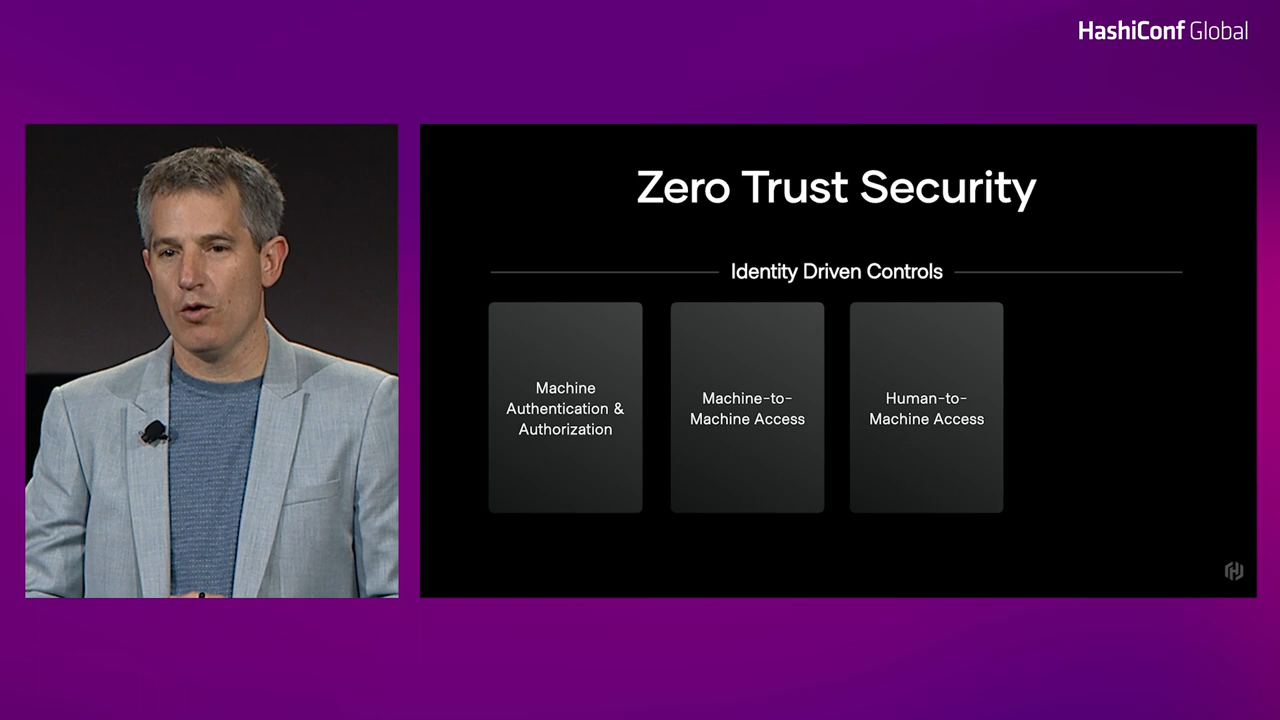 HashiConf Global
Zero Trust Security
Identity Driven Controls
Machine
Authentication &
Authorization
Machine-to-
Machine Access
Human-to-
Machine Access